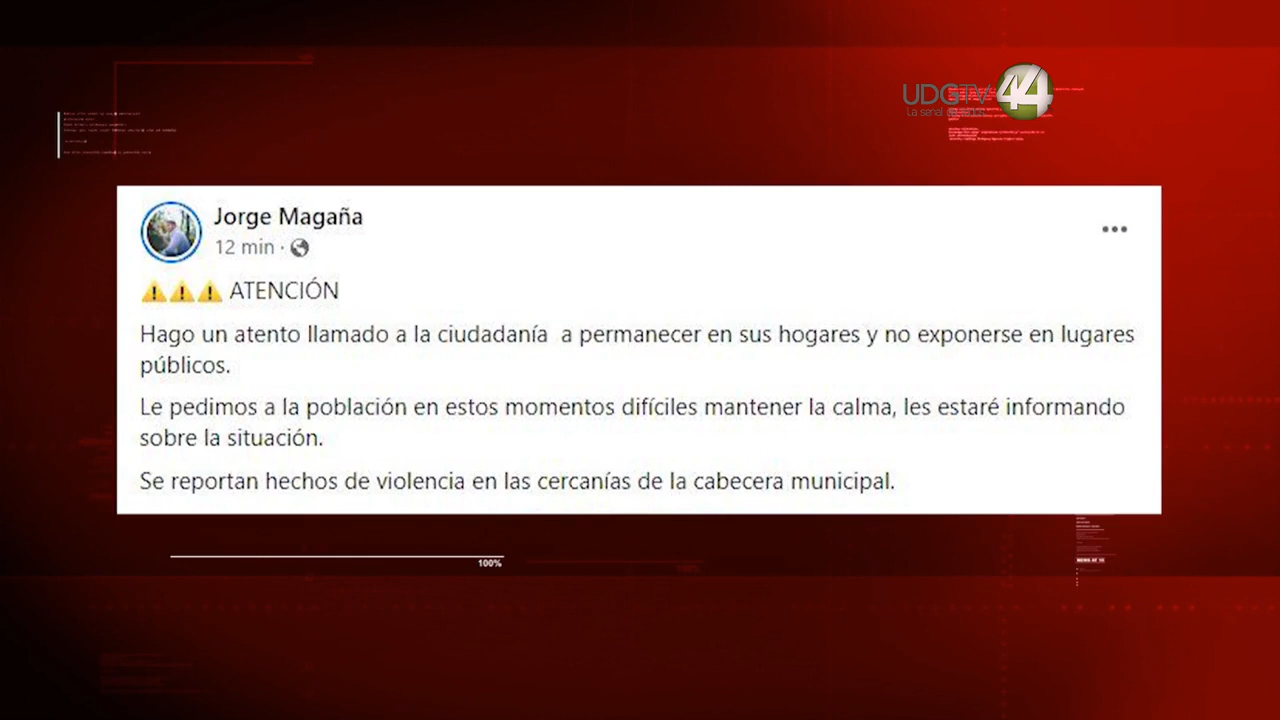 UDGTV 44
Jorge Magaña
12 min ·
ATENCIÓN
Hago un atento llamado a la ciudadanía a permanecer en sus hogares y no exponerse en lugares
públicos.
Le pedimos a la población en estos momentos difíciles mantener la calma, les estaré informando
sobre la situación.
Se reportan hechos de violencia en las cercanías de la cabecera municipal.
100%